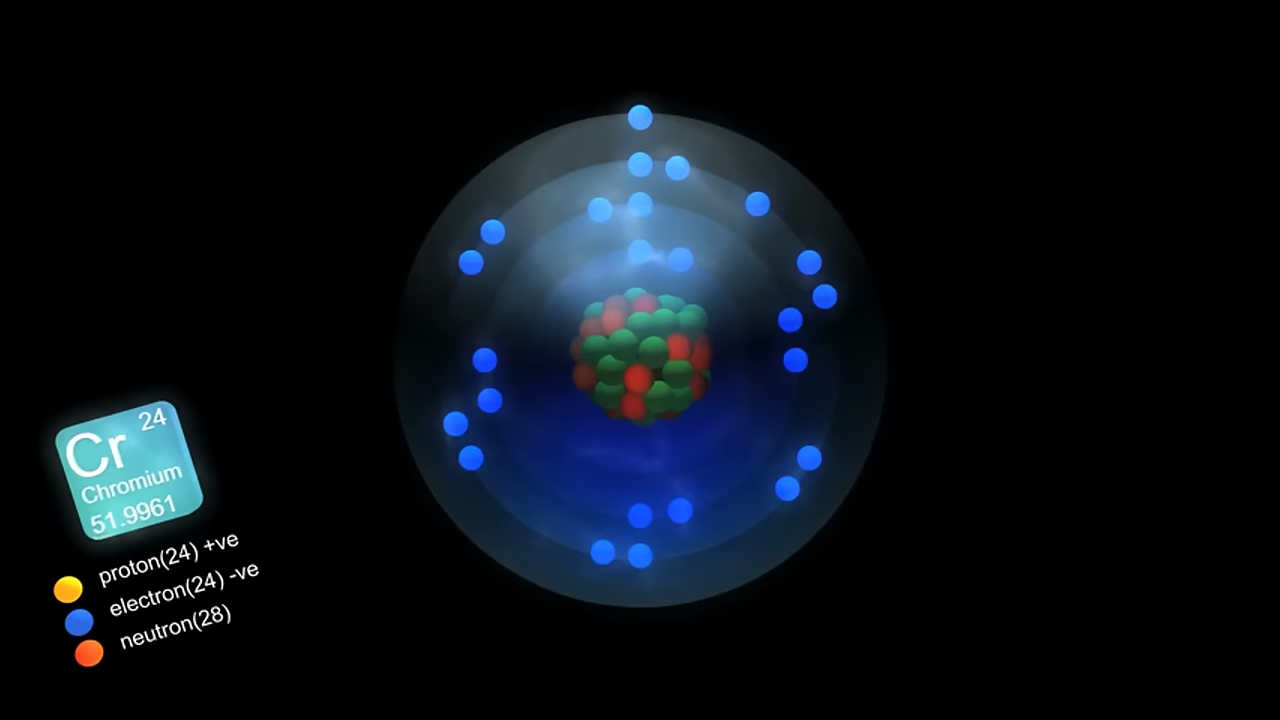 24
Cr
Chromium
51.9961
proton(24) +ve
electron(24) -ve
neutron(28)